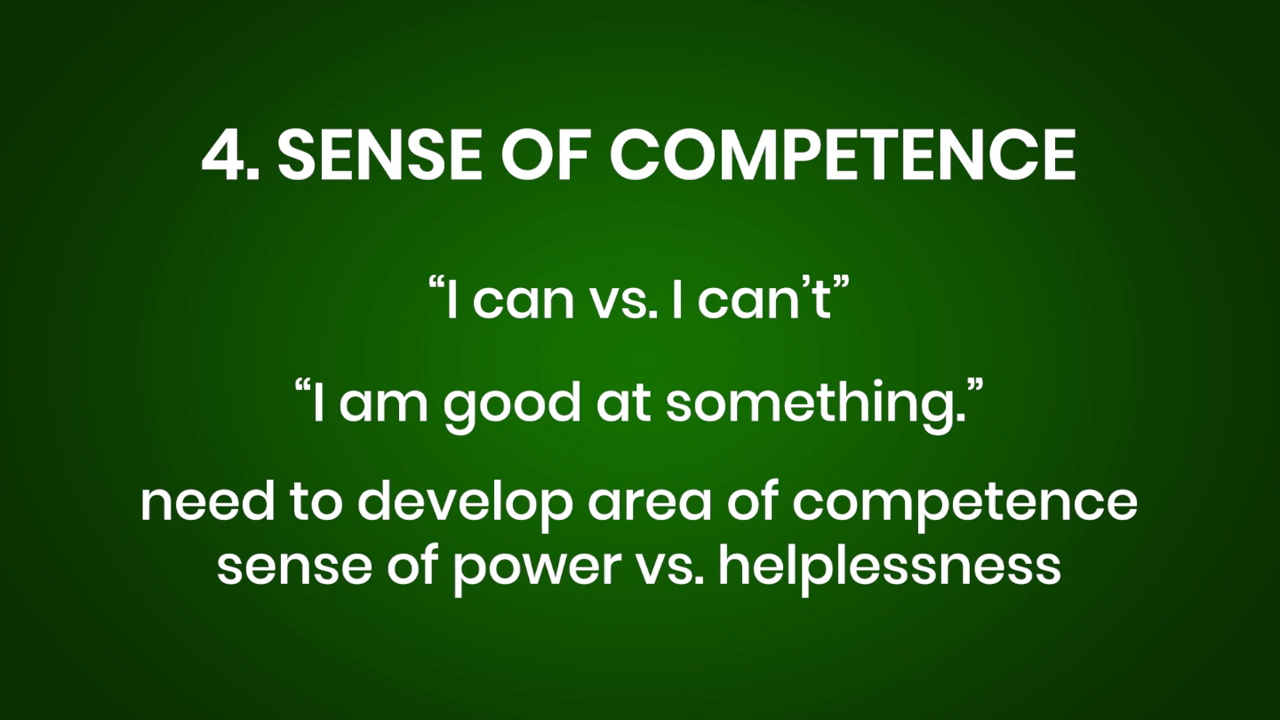 4. SENSE OF COMPETENCE
“I can vs. I can’t”
“I am good at something.”
need to develop area of competence
sense of power vs. helplessness